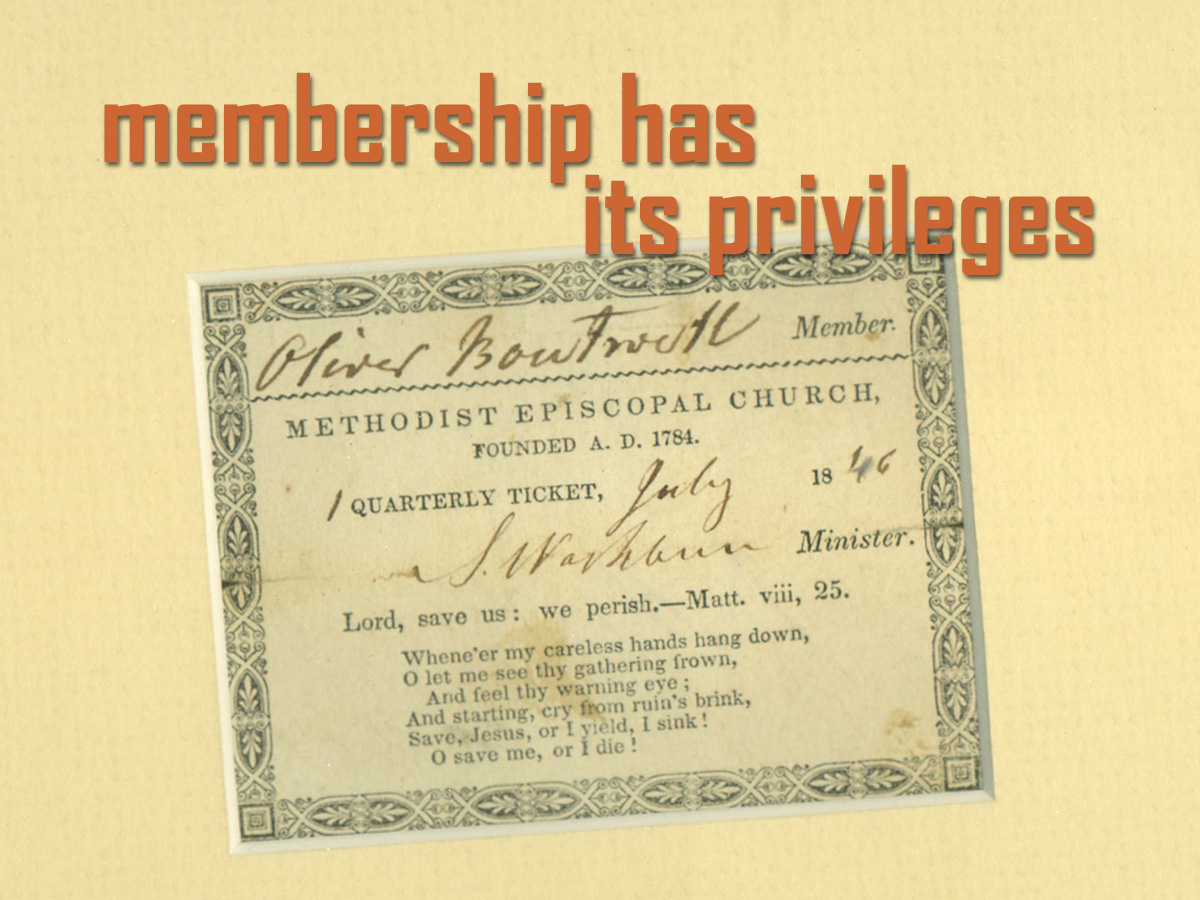 membership has
its privileges
Oliver Boutwell Member.
METHODIST EPISCOPAL CHURCH,
FOUNDED A. D. 1784.
1 QUARTERLY TICKET, July 1846
S. Washburn Minister.
Lord, save us: we perish.—Matt. viii, 25.
Whene'er my careless hands hang down,
O let me see thy gathering frown,
And feel thy warning eye;
And starting, cry from ruin's brink,
Save, Jesus, or I yield, I sink!
O save me, or I die!